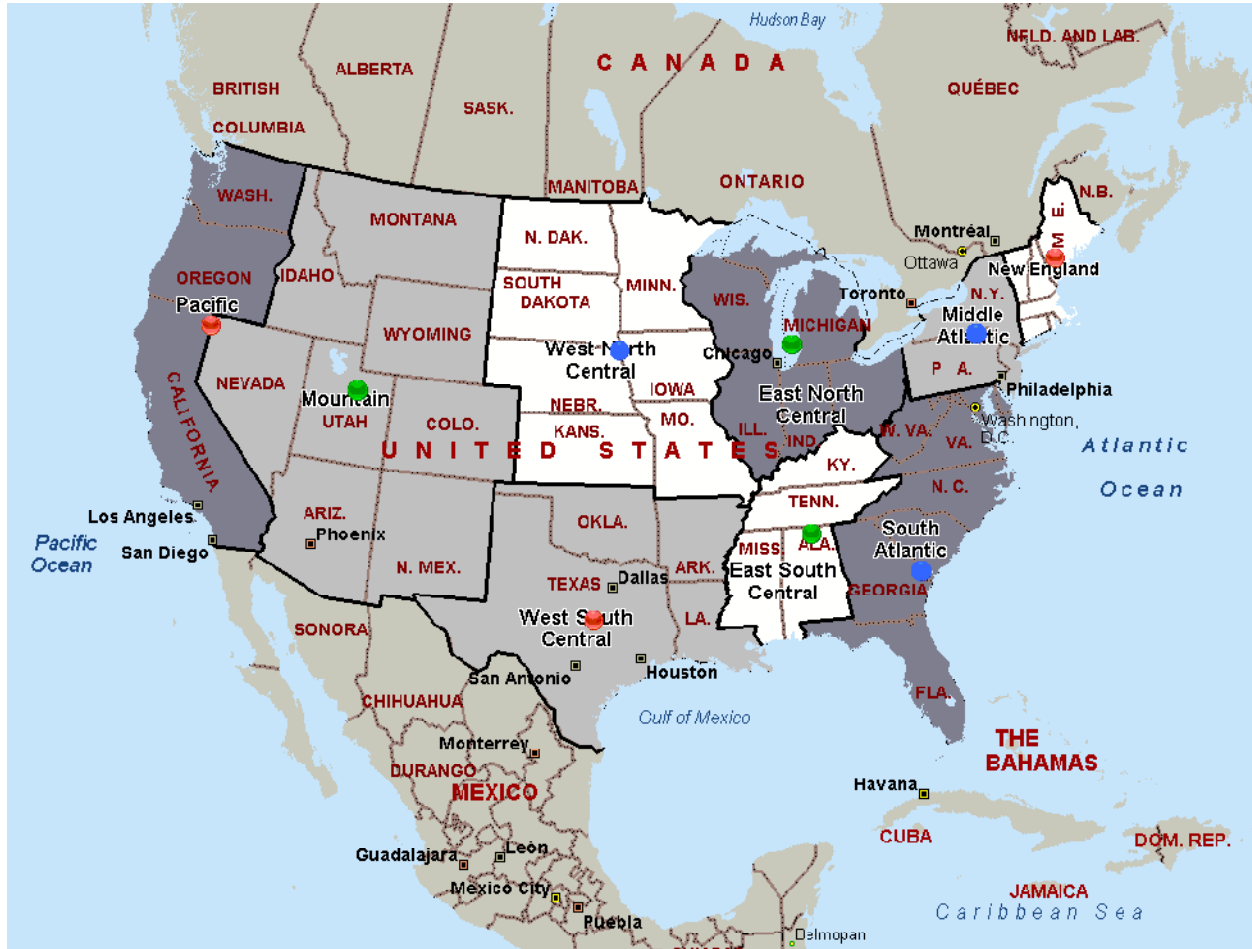 Hudson Bay
NFLD. AND LAB.
CANADA
ALBERTA
BRITISH
COLUMBIA
QUÉBEC
SASK.
ONTARIO
MANITOBA
N.B.
M E.
WASH.
MONTANA
N. DAK.
Montréal
Ottawa
New England
OREGON
IDAHO
SOUTH
DAKOTA
MINN.
WIS.
Toronto
N.Y.
Pacific
WYOMING
MICHIGAN
Middle
Atlantic
West North
Central
Chicago
P A.
NEVADA
Mountain
UTAH
IOWA
East North
Central
Philadelphia
CALIFORNIA
COLO.
NEBR.
KANS.
MO.
ILL.
IND.
W. VA.
VA.
Washington,
D.C.
UNITED STATES
KY.
Atlantic
Ocean
N. C.
TENN.
Los Angeles
ARIZ.
Phoenix
OKLA.
South
Atlantic
Pacific
Ocean
San Diego
MISS.
ALA.
N. MEX.
TEXAS
Dallas
ARK.
East South
Central
GEORGIA
West South
Central
LA.
SONORA
San Antonio
Houston
FLA.
CHIHUAHUA
Gulf of Mexico
Monterrey
THE
BAHAMAS
DURANGO
MEXICO
Havana
CUBA
DOM. REP.
Guadalajara
León
Mexico City
JAMAICA
Caribbean Sea
Puebla
Belmopan